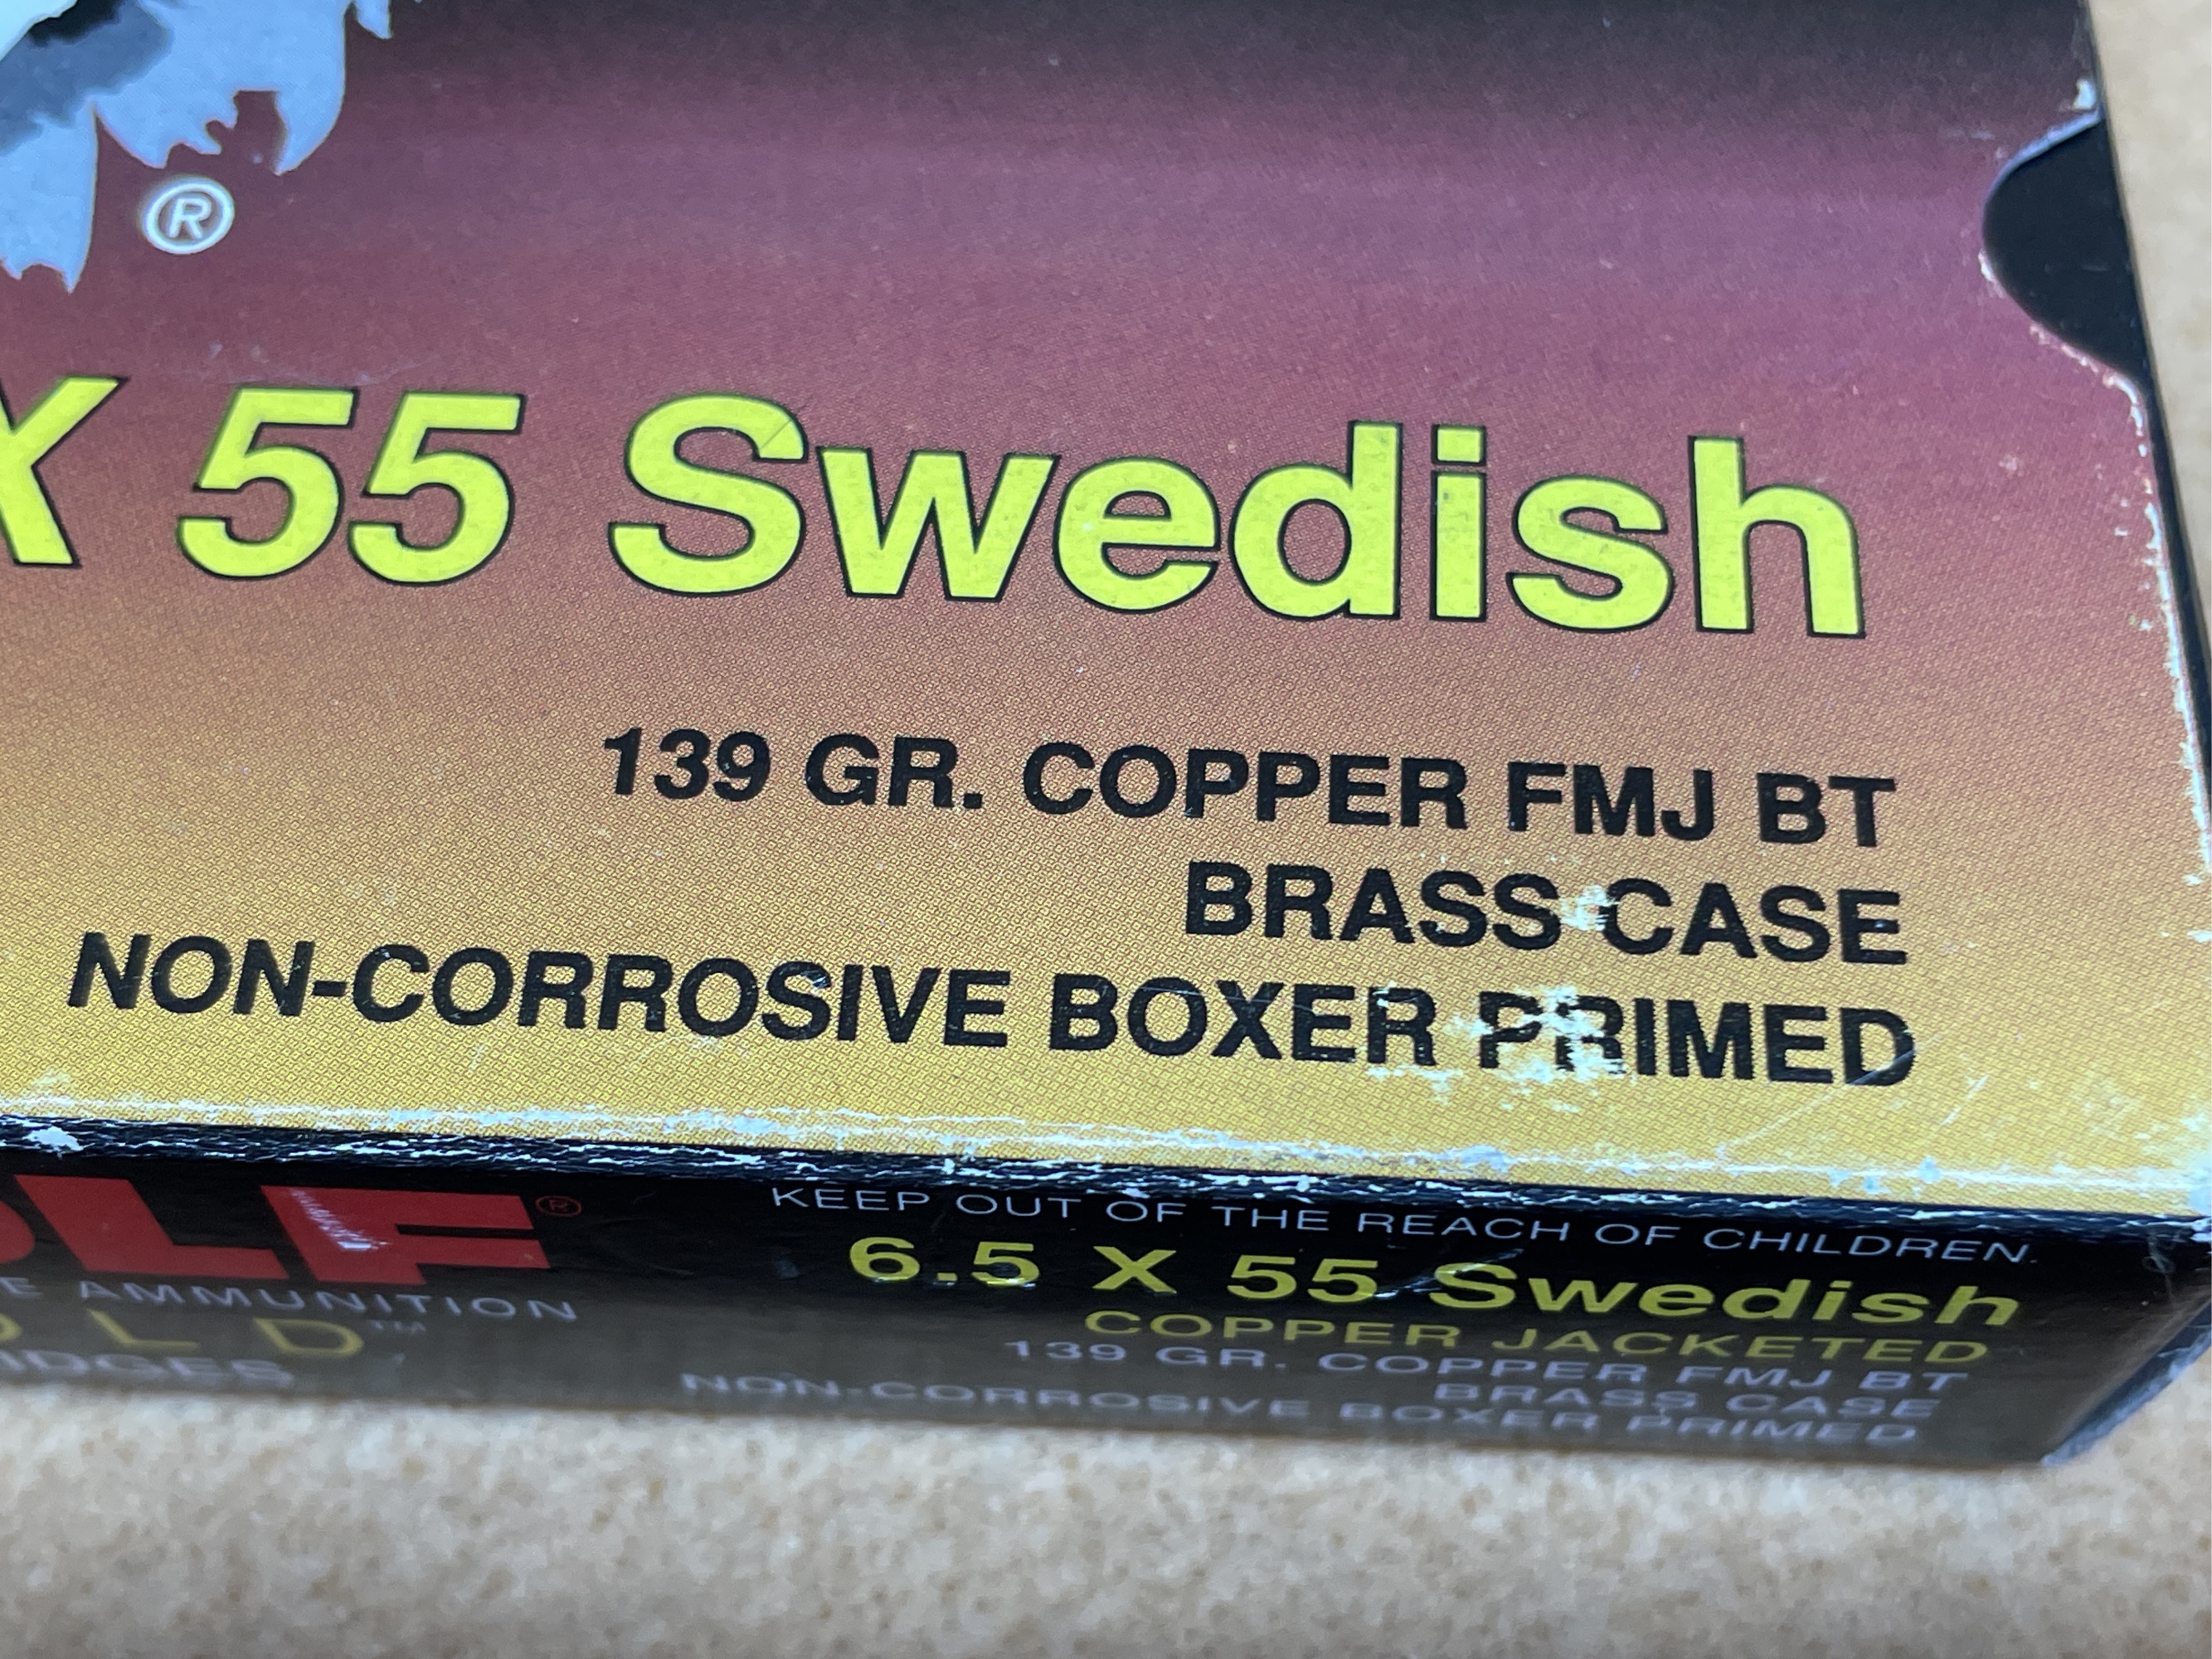 ®
X 55 Swedish
139 GR. COPPER FMJ BT
BRASS CASE
NON-CORROSIVE BOXER PRIMED
LF®
AMMUNITION
LD™
KEEP OUT OF THE REACH OF CHILDREN.
6.5 X 55 Swedish
COPPER JACKETED
139 GR. COPPER FMJ BT
BRASS CASE
NON-CORROSIVE BOXER PRIMED